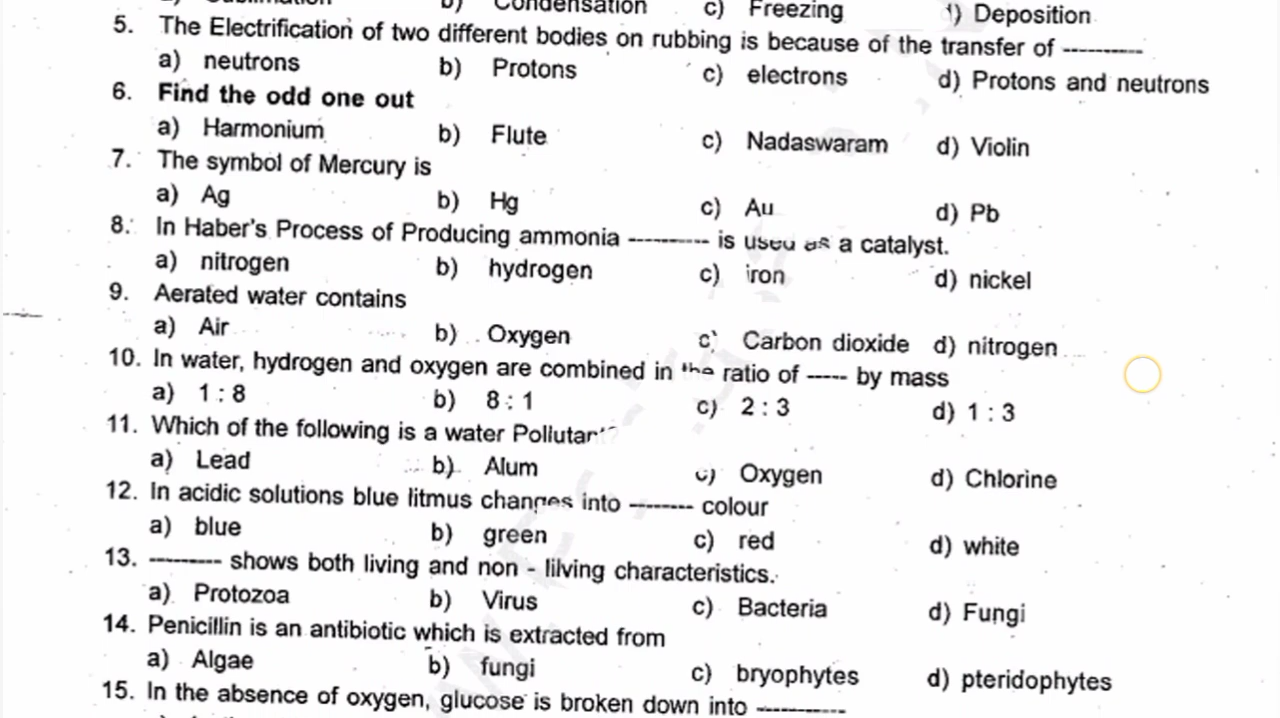 b) Condensation c) Freezing d) Deposition
5. The Electrification of two different bodies on rubbing is because of the transfer of ----------
a) neutrons b) Protons c) electrons d) Protons and neutrons
6. Find the odd one out
a) Harmonium b) Flute c) Nadaswaram d) Violin
7. The symbol of Mercury is
a) Ag b) Hg c) Au d) Pb
8. In Haber's Process of Producing ammonia ---------- is used as a catalyst.
a) nitrogen b) hydrogen c) iron d) nickel
9. Aerated water contains
a) Air b) Oxygen c) Carbon dioxide d) nitrogen
10. In water, hydrogen and oxygen are combined in the ratio of ----- by mass
a) 1 : 8 b) 8 : 1 c) 2 : 3 d) 1 : 3
11. Which of the following is a water Pollutant?
a) Lead b) Alum c) Oxygen d) Chlorine
12. In acidic solutions blue litmus changes into -------- colour
a) blue b) green c) red d) white
13. --------- shows both living and non - lilving characteristics.
a) Protozoa b) Virus c) Bacteria d) Fungi
14. Penicillin is an antibiotic which is extracted from
a) Algae b) fungi c) bryophytes d) pteridophytes
15. In the absence of oxygen, glucose is broken down into -----------